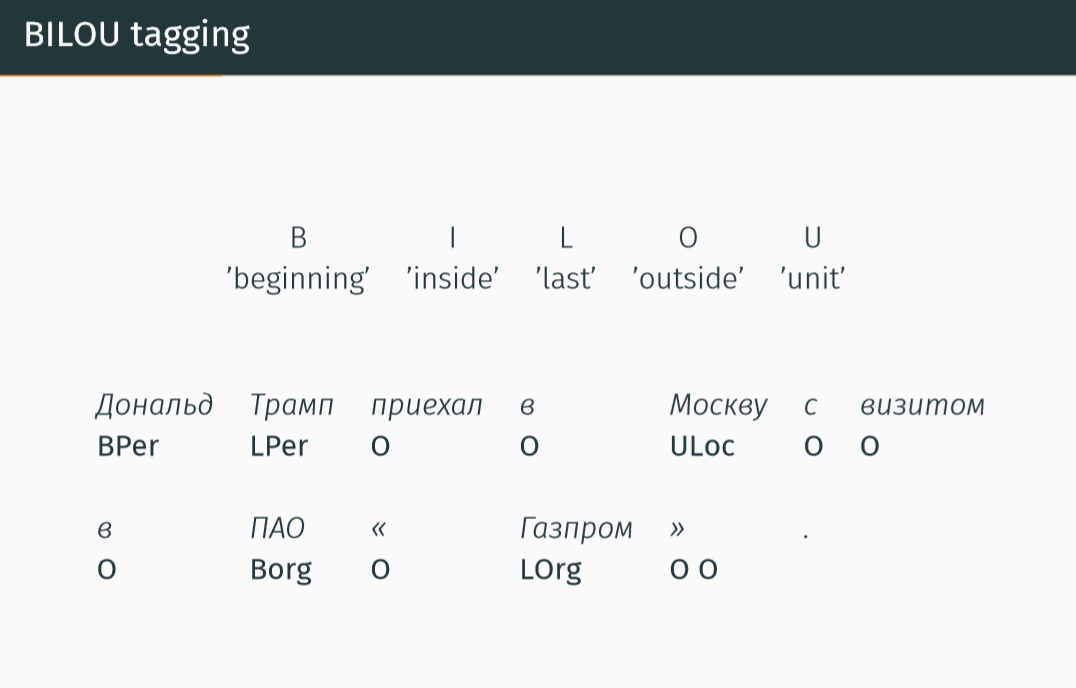 BILOU tagging
B I L O U
’beginning’ ’inside’ ’last’ ’outside’ ’unit’
Дональд Трамп приехал в Москву с визитом
BPer LPer O O ULoc O O
в ПАО « Газпром » .
O Borg O LOrg O O